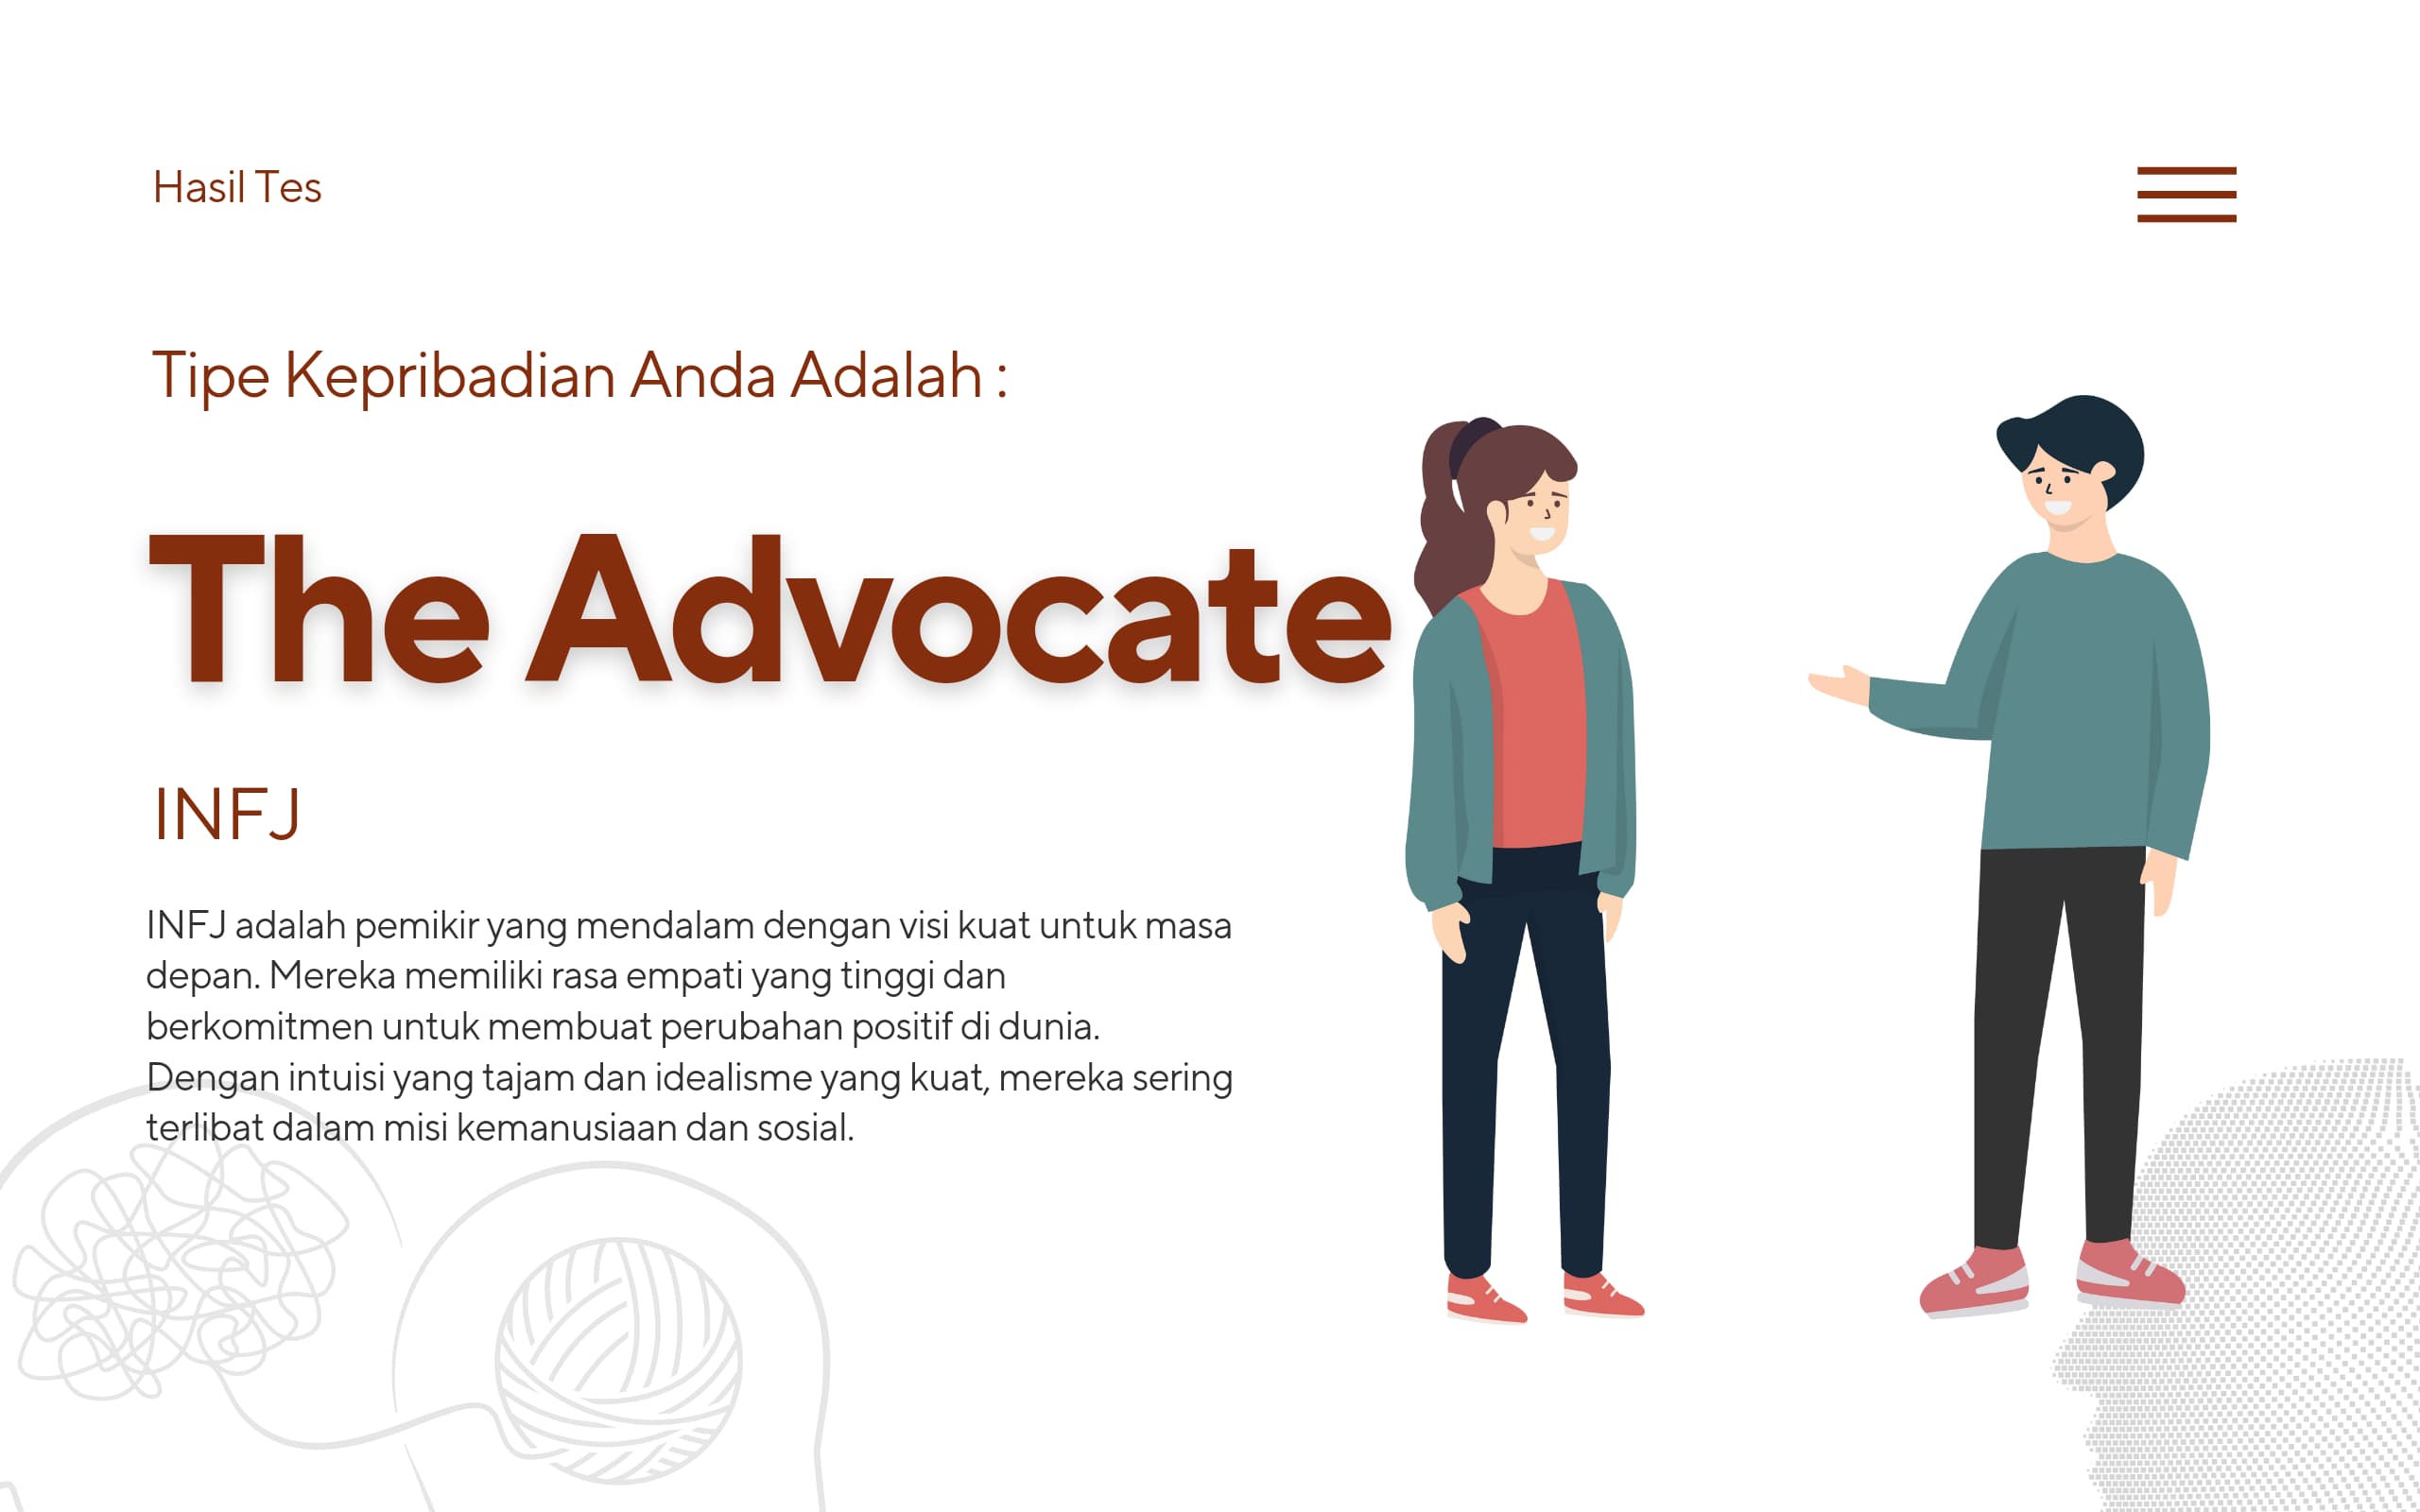 Hasil Tes
Tipe Kepribadian Anda Adalah :
The Advocate
INFJ
INFJ adalah pemikir yang mendalam dengan visi kuat untuk masa
depan. Mereka memiliki rasa empati yang tinggi dan
berkomitmen untuk membuat perubahan positif di dunia.
Dengan intuisi yang tajam dan idealisme yang kuat, mereka sering
terlibat dalam misi kemanusiaan dan sosial.